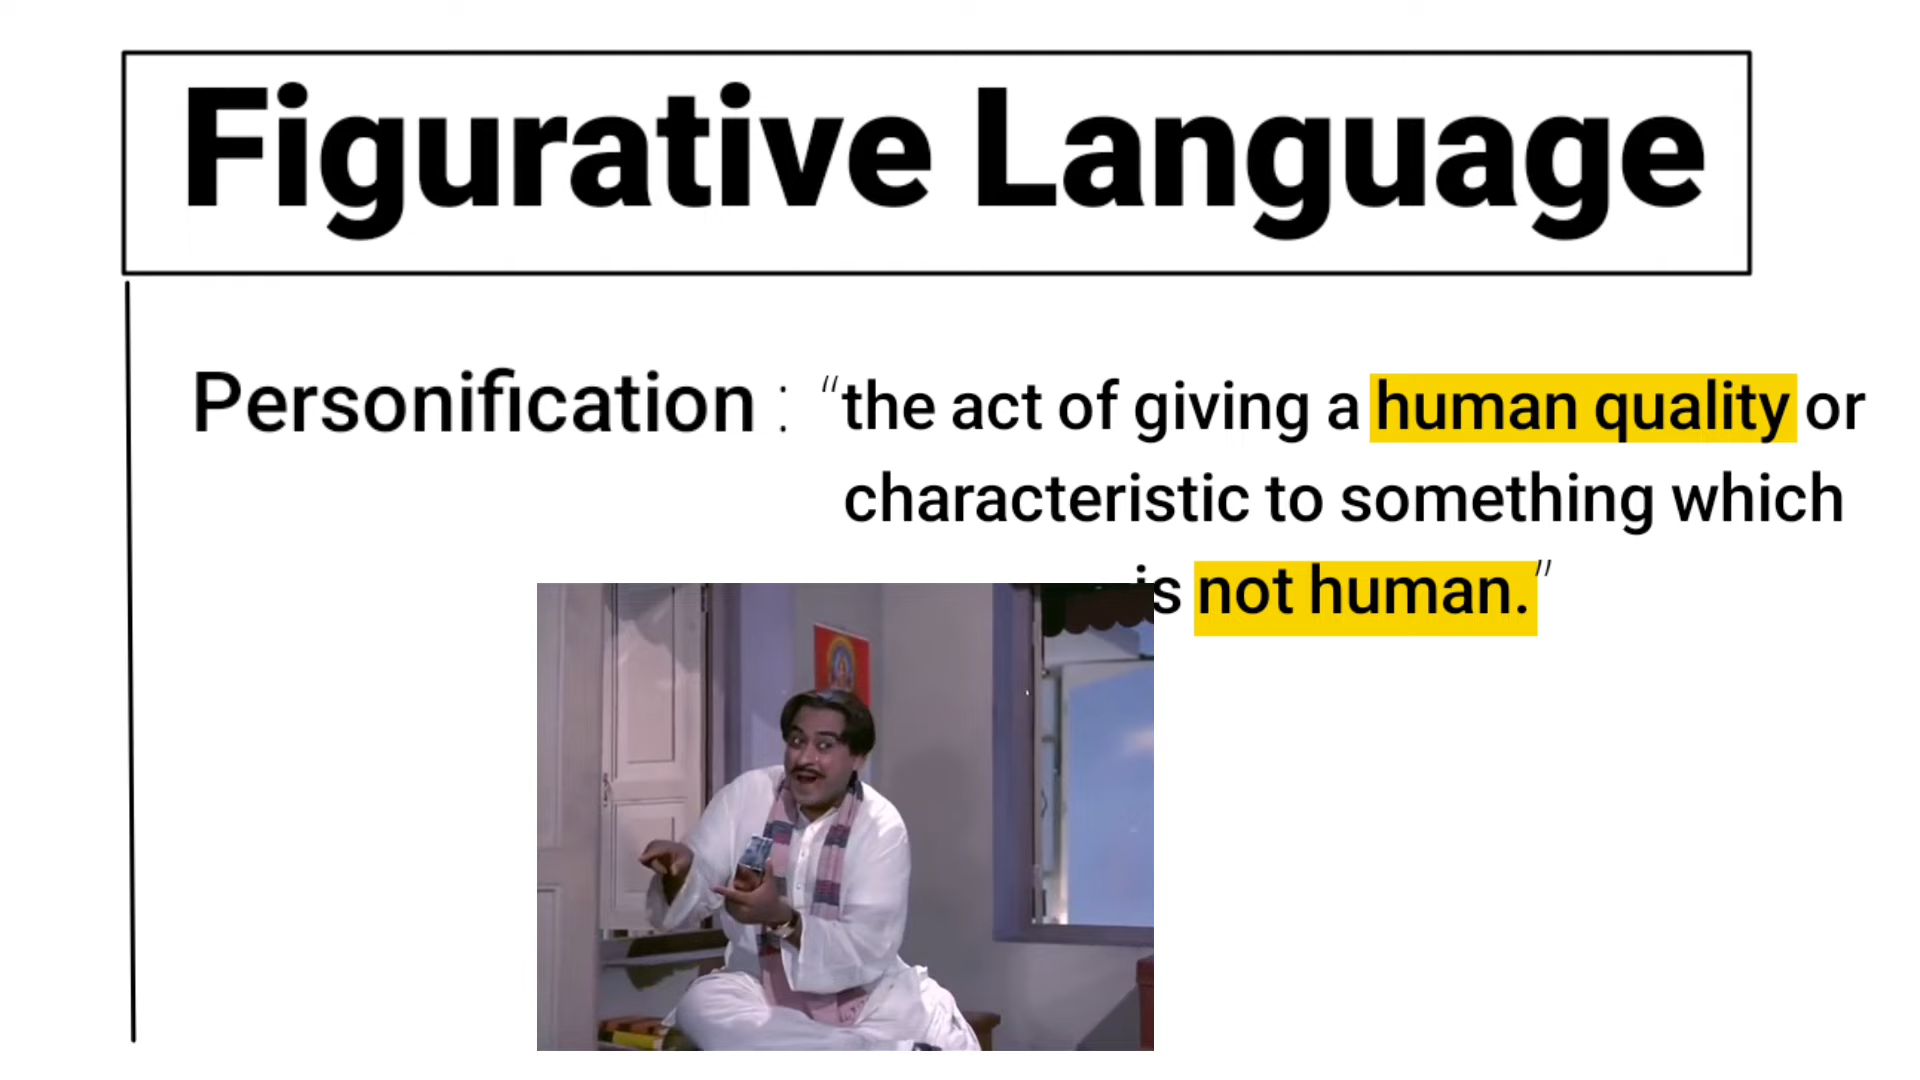 Figurative Language
Personification : “the act of giving a human quality or
characteristic to something which
is not human.”